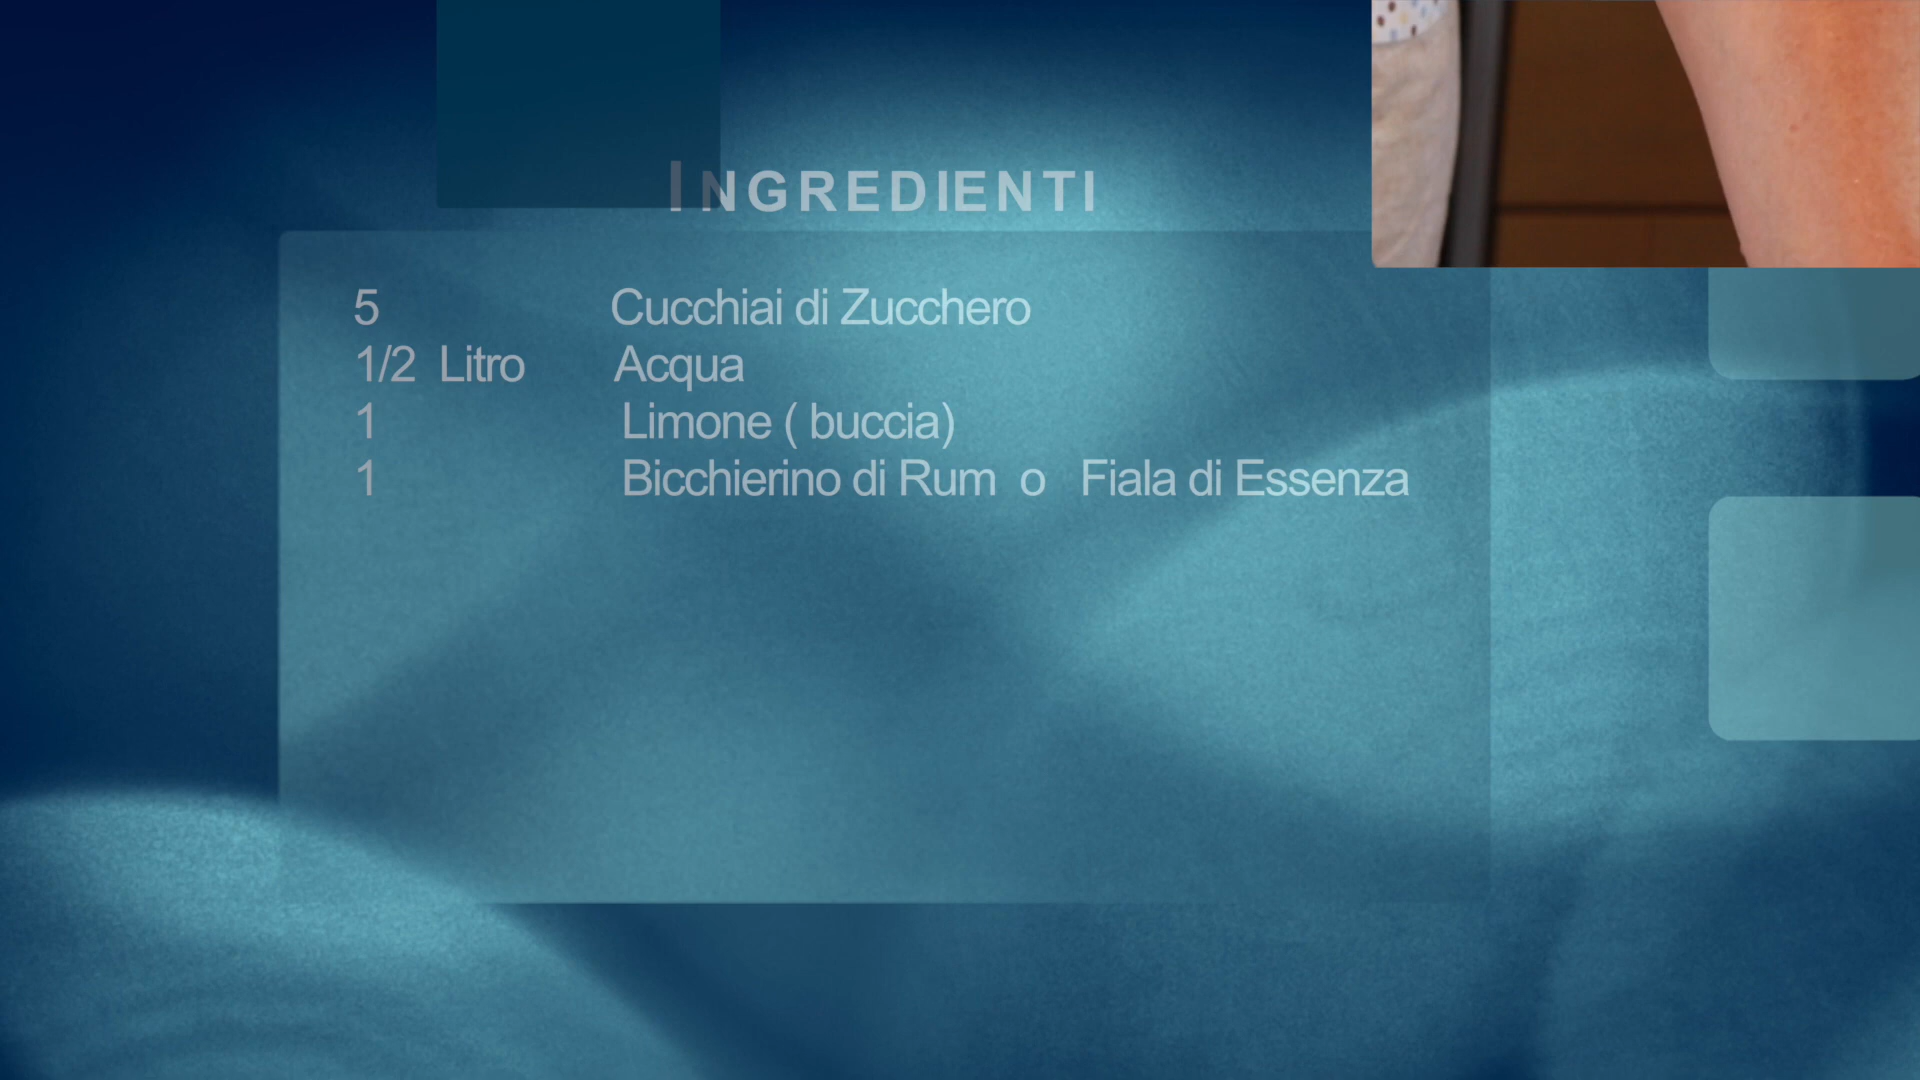 INGREDIENTI
5 Cucchiai di Zucchero
1/2 Litro Acqua
1 Limone ( buccia)
1 Bicchierino di Rum o Fiala di Essenza